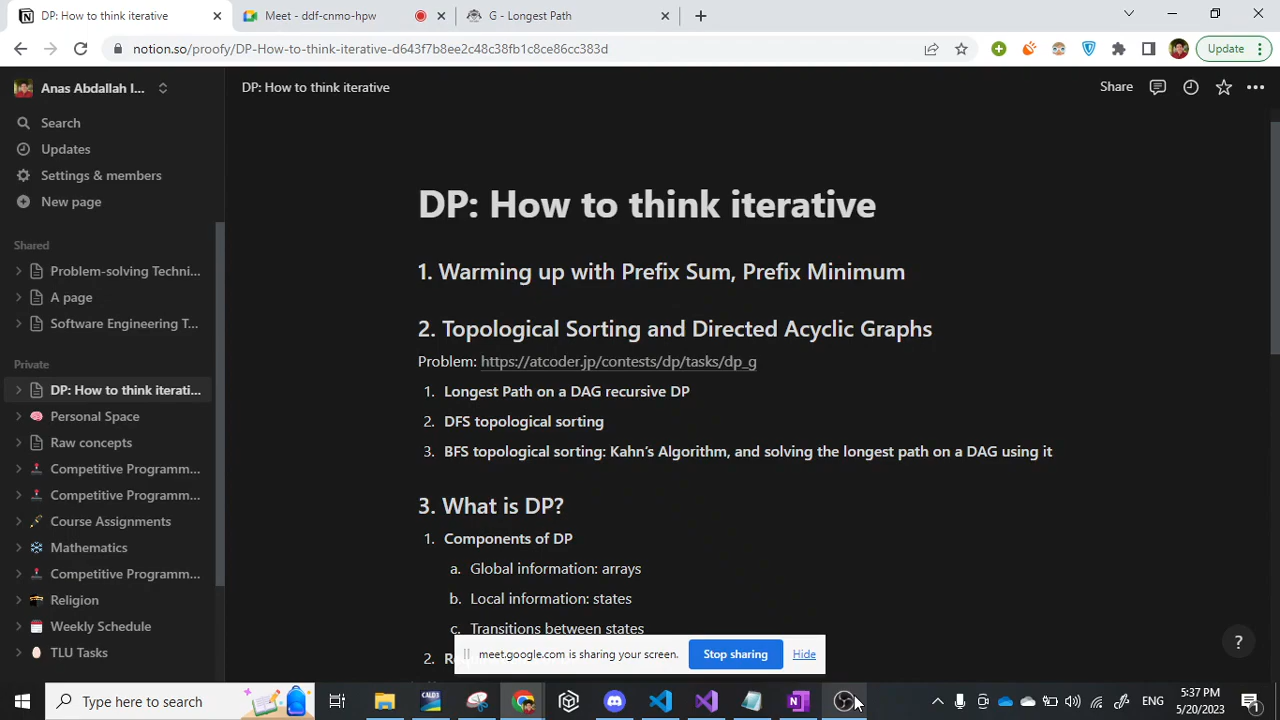 DP: How to think iterative
Meet - ddf-cnmo-hpw
G - Longest Path
notion.so/proofy/DP-How-to-think-iterative-d643f7b8ee2c48c38fb1c8ce86cc383d
Update
Anas Abdallah I...
DP: How to think iterative
Share
Search
Updates
Settings & members
New page
Shared
Problem-solving Techni...
A page
Software Engineering T...
Private
DP: How to think iterati...
Personal Space
Raw concepts
Competitive Programm...
Competitive Programm...
Course Assignments
Mathematics
Competitive Programm...
Religion
Weekly Schedule
TLU Tasks
DP: How to think iterative
1. Warming up with Prefix Sum, Prefix Minimum
2. Topological Sorting and Directed Acyclic Graphs
Problem: https://atcoder.jp/contests/dp/tasks/dp_g
1. Longest Path on a DAG recursive DP
2. DFS topological sorting
3. BFS topological sorting: Kahn's Algorithm, and solving the longest path on a DAG using it
3. What is DP?
1. Components of DP
a. Global information: arrays
b. Local information: states
c. Transitions between states
2.
meet.google.com is sharing your screen.
Stop sharing
Hide
?
Type here to search
CALD3
ENG
5:37 PM
5/20/2023
1